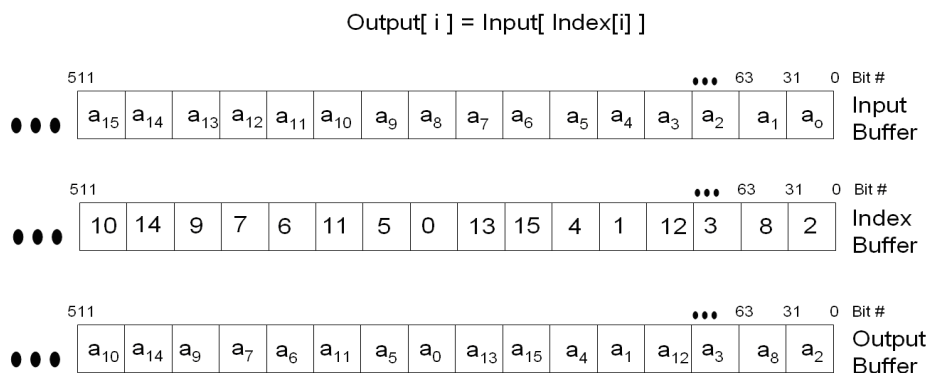 Output[ i ] = Input[ Index[i] ]
511 ••• 63 31 0 Bit #
••• a15 a14 a13 a12 a11 a10 a9 a8 a7 a6 a5 a4 a3 a2 a1 ao Input
Buffer
511 ••• 63 31 0 Bit #
••• 10 14 9 7 6 11 5 0 13 15 4 1 12 3 8 2 Index
Buffer
511 ••• 63 31 0 Bit #
••• a10 a14 a9 a7 a6 a11 a5 a0 a13 a15 a4 a1 a12 a3 a8 a2 Output
Buffer